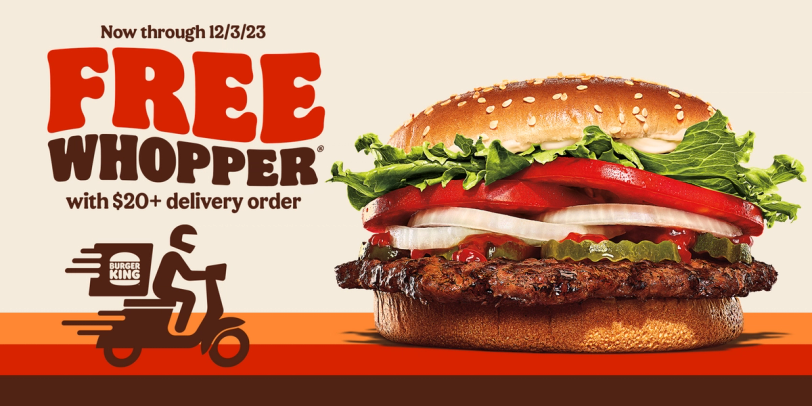 Now through 12/3/23
FREE
WHOPPER®
with $20+ delivery order
BURGER
KING